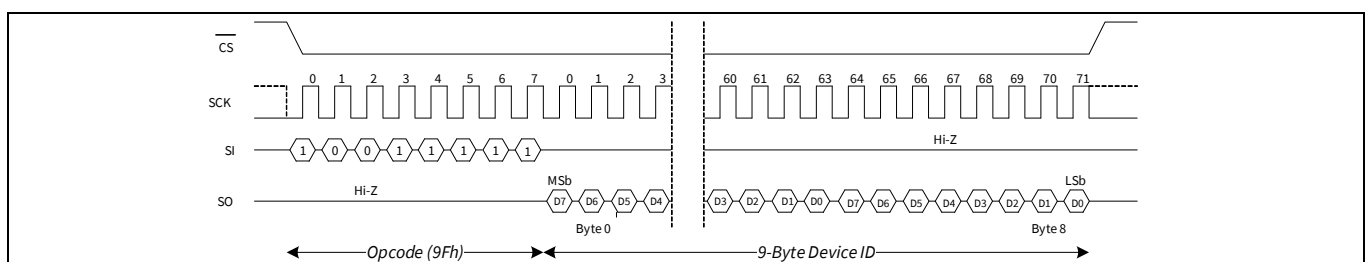 CS
0 1 2 3 4 5 6 7 0 1 2 3 60 61 62 63 64 65 66 67 68 69 70 71
SCK
Hi-Z
SI 1 0 0 1 1 1 1 1
Hi-Z MSb LSb
SO D7 D6 D5 D4 D3 D2 D1 D0 D7 D6 D5 D4 D3 D2 D1 D0
Byte 0 Byte 8
Opcode (9Fh) 9-Byte Device ID